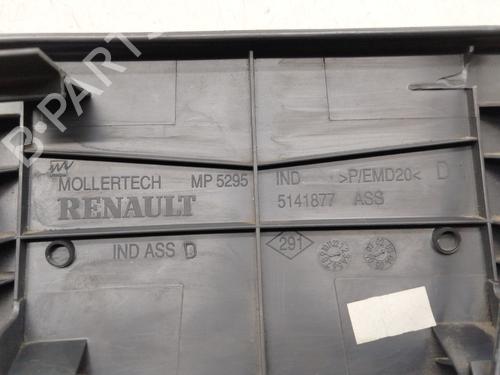 B-PARTS
MOLLERTECH MP 5295 IND >P/EMD20< D
RENAULT 5141877 ASS
IND ASS D 291